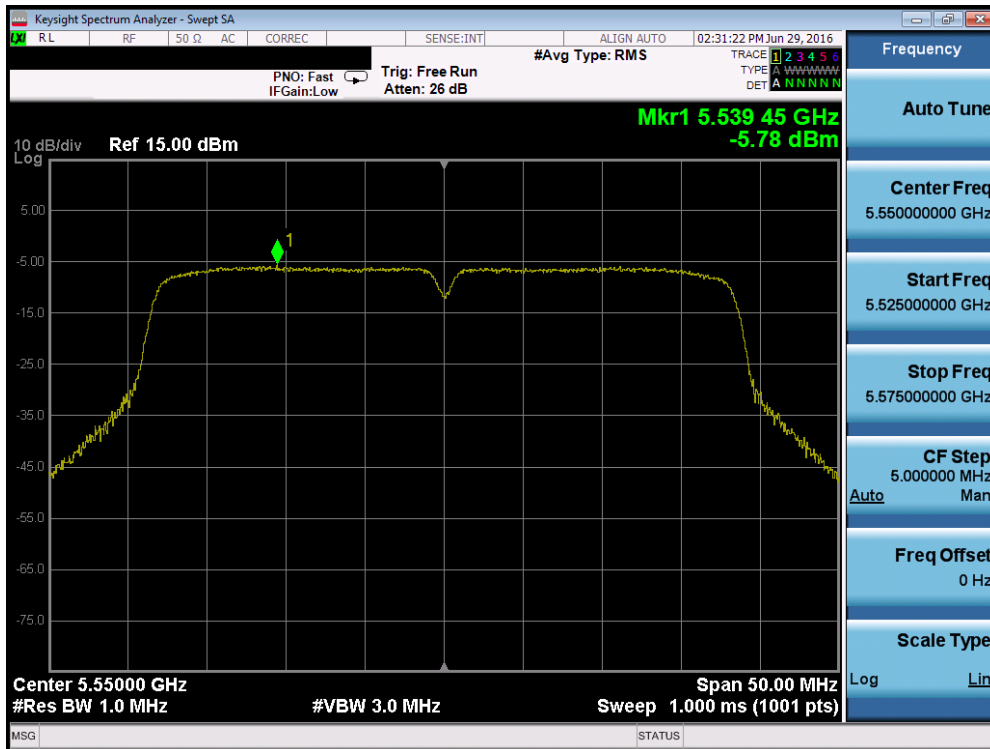 Keysight Spectrum Analyzer - Swept SA
LXI RL RF 50 Ω AC CORREC SENSE:INT ALIGN AUTO 02:31:22 PM Jun 29, 2016
PNO: Fast IFGain:Low
Trig: Free Run
Atten: 26 dB
#Avg Type: RMS
TRACE 1 2 3 4 5 6
TYPE A WWWWW
DET A N N N N N
Mkr1 5.539 45 GHz
-5.78 dBm
10 dB/div Ref 15.00 dBm
Log
5.00
1
-5.00
-15.0
-25.0
-35.0
-45.0
-55.0
-65.0
-75.0
Center 5.55000 GHz Span 50.00 MHz
#Res BW 1.0 MHz #VBW 3.0 MHz Sweep 1.000 ms (1001 pts)
MSG STATUS
Frequency
Auto Tune
Center Freq
5.550000000 GHz
Start Freq
5.525000000 GHz
Stop Freq
5.575000000 GHz
CF Step
5.000000 MHz
Auto Man
Freq Offset
0 Hz
Scale Type
Log Lin